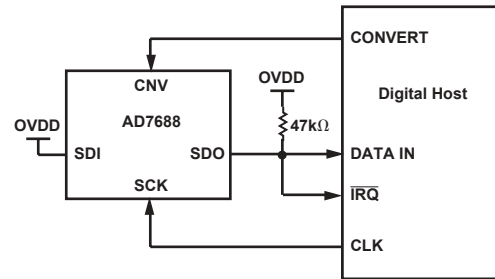 CONVERT
OVDD
CNV
Digital Host
OVDD
AD7688
47kΩ
SDI
SDO
DATA IN
SCK
IRQ
CLK